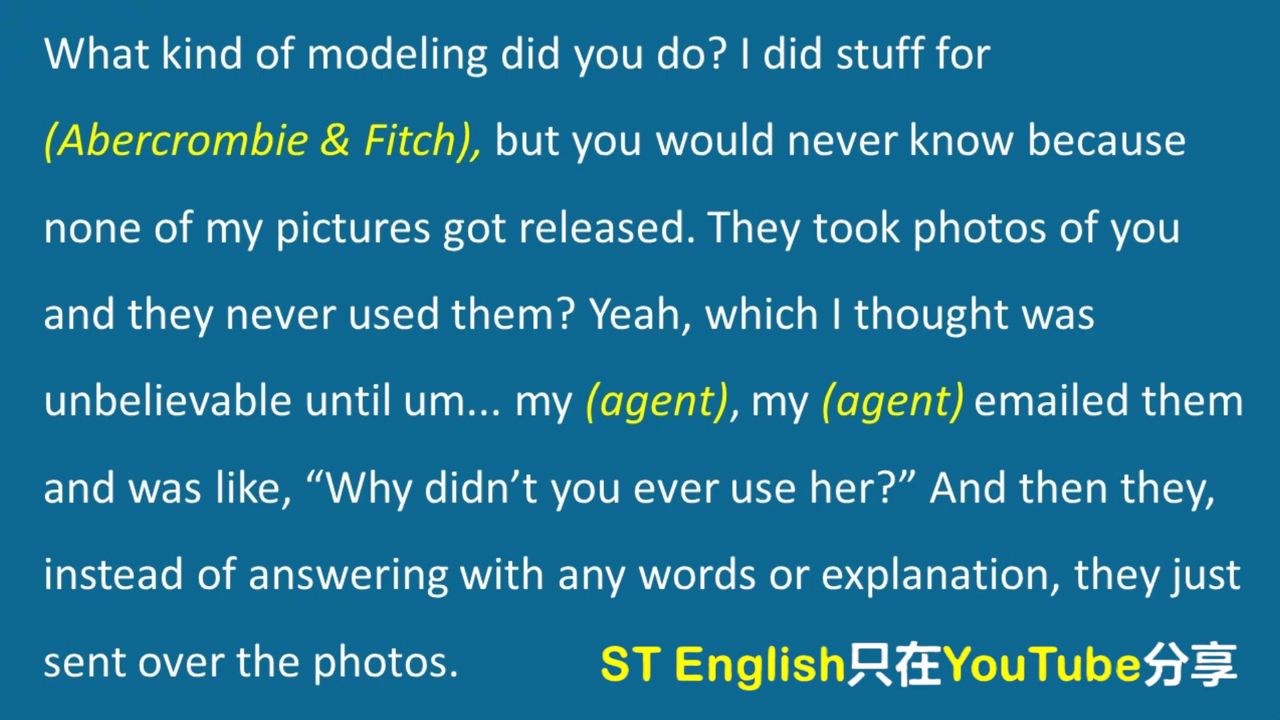 What kind of modeling did you do? I did stuff for
(Abercrombie & Fitch), but you would never know because
none of my pictures got released. They took photos of you
and they never used them? Yeah, which I thought was
unbelievable until um... my (agent), my (agent) emailed them
and was like, “Why didn’t you ever use her?” And then they,
instead of answering with any words or explanation, they just
sent over the photos.
ST English只在YouTube分享